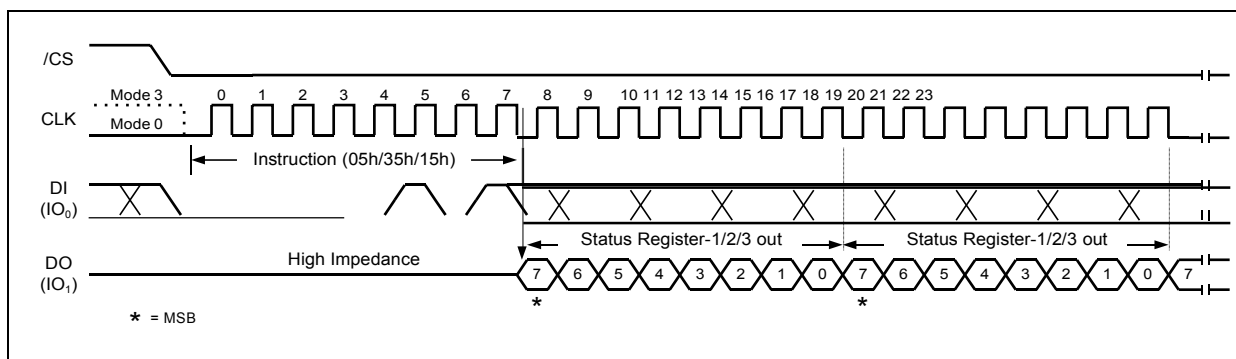 /CS
Mode 3
0 1 2 3 4 5 6 7 8 9 10 11 12 13 14 15 16 17 18 19 20 21 22 23
CLK
Mode 0
Instruction (05h/35h/15h)
DI
(IO0)
Status Register-1/2/3 out
Status Register-1/2/3 out
High Impedance
DO
(IO1)
7 6 5 4 3 2 1 0 7 6 5 4 3 2 1 0 7
* *
* = MSB